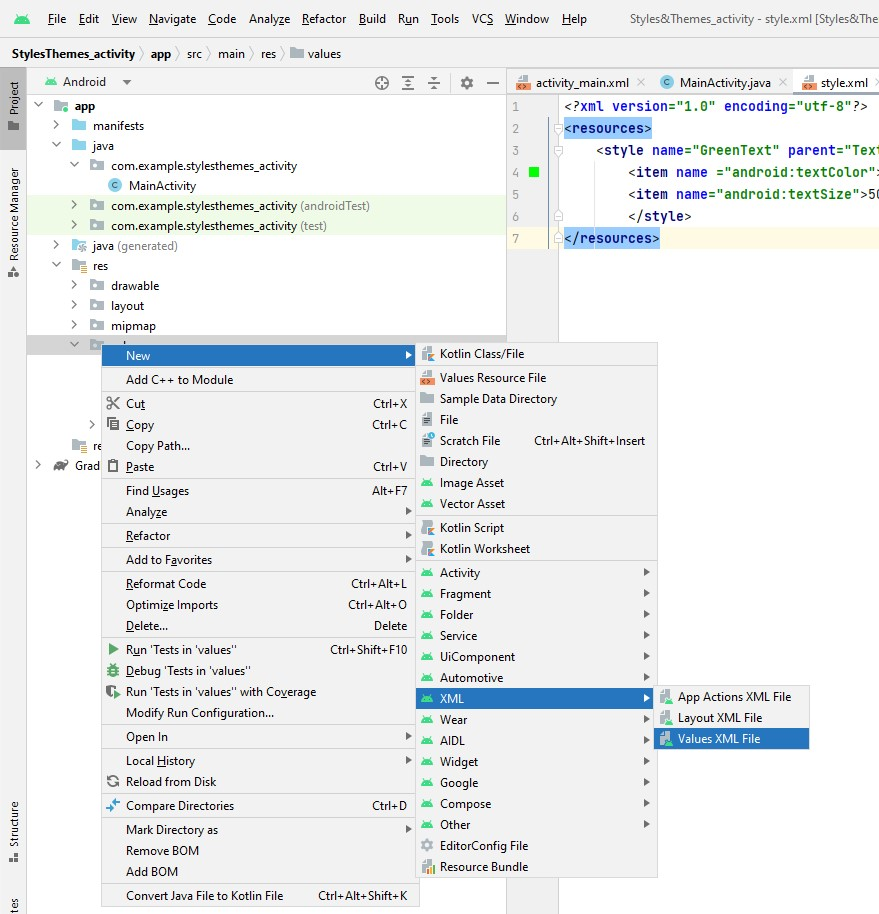 File Edit View Navigate Code Analyze Refactor Build Run Tools VCS Window Help Styles&Themes_activity - style.xml [Styles&The
StylesThemes_activity app src main res values
Project
Resource Manager
Structure
Android
app
manifests
java
com.example.stylesthemes_activity
MainActivity
com.example.stylesthemes_activity (androidTest)
com.example.stylesthemes_activity (test)
java (generated)
res
drawable
layout
mipmap
Grad
activity_main.xml MainActivity.java style.xml
1 <?xml version="1.0" encoding="utf-8"?>
2 <resources>
3 <style name="GreenText" parent="Tex
4 <item name ="android:textColor">
5 <item name="android:textSize">50
6 </style>
7 </resources>
New
Add C++ to Module
Cut Ctrl+X
Copy Ctrl+C
Copy Path...
Paste Ctrl+V
Find Usages Alt+F7
Analyze
Refactor
Add to Favorites
Reformat Code Ctrl+Alt+L
Optimize Imports Ctrl+Alt+O
Delete... Delete
Run 'Tests in 'values'' Ctrl+Shift+F10
Debug 'Tests in 'values''
Run 'Tests in 'values'' with Coverage
Modify Run Configuration...
Open In
Local History
Reload from Disk
Compare Directories Ctrl+D
Mark Directory as
Remove BOM
Add BOM
Convert Java File to Kotlin File Ctrl+Alt+Shift+K
Kotlin Class/File
Values Resource File
Sample Data Directory
File
Scratch File Ctrl+Alt+Shift+Insert
Directory
Image Asset
Vector Asset
Kotlin Script
Kotlin Worksheet
Activity
Fragment
Folder
Service
UiComponent
Automotive
XML
Wear
AIDL
Widget
Google
Compose
Other
EditorConfig File
Resource Bundle
App Actions XML File
Layout XML File
Values XML File